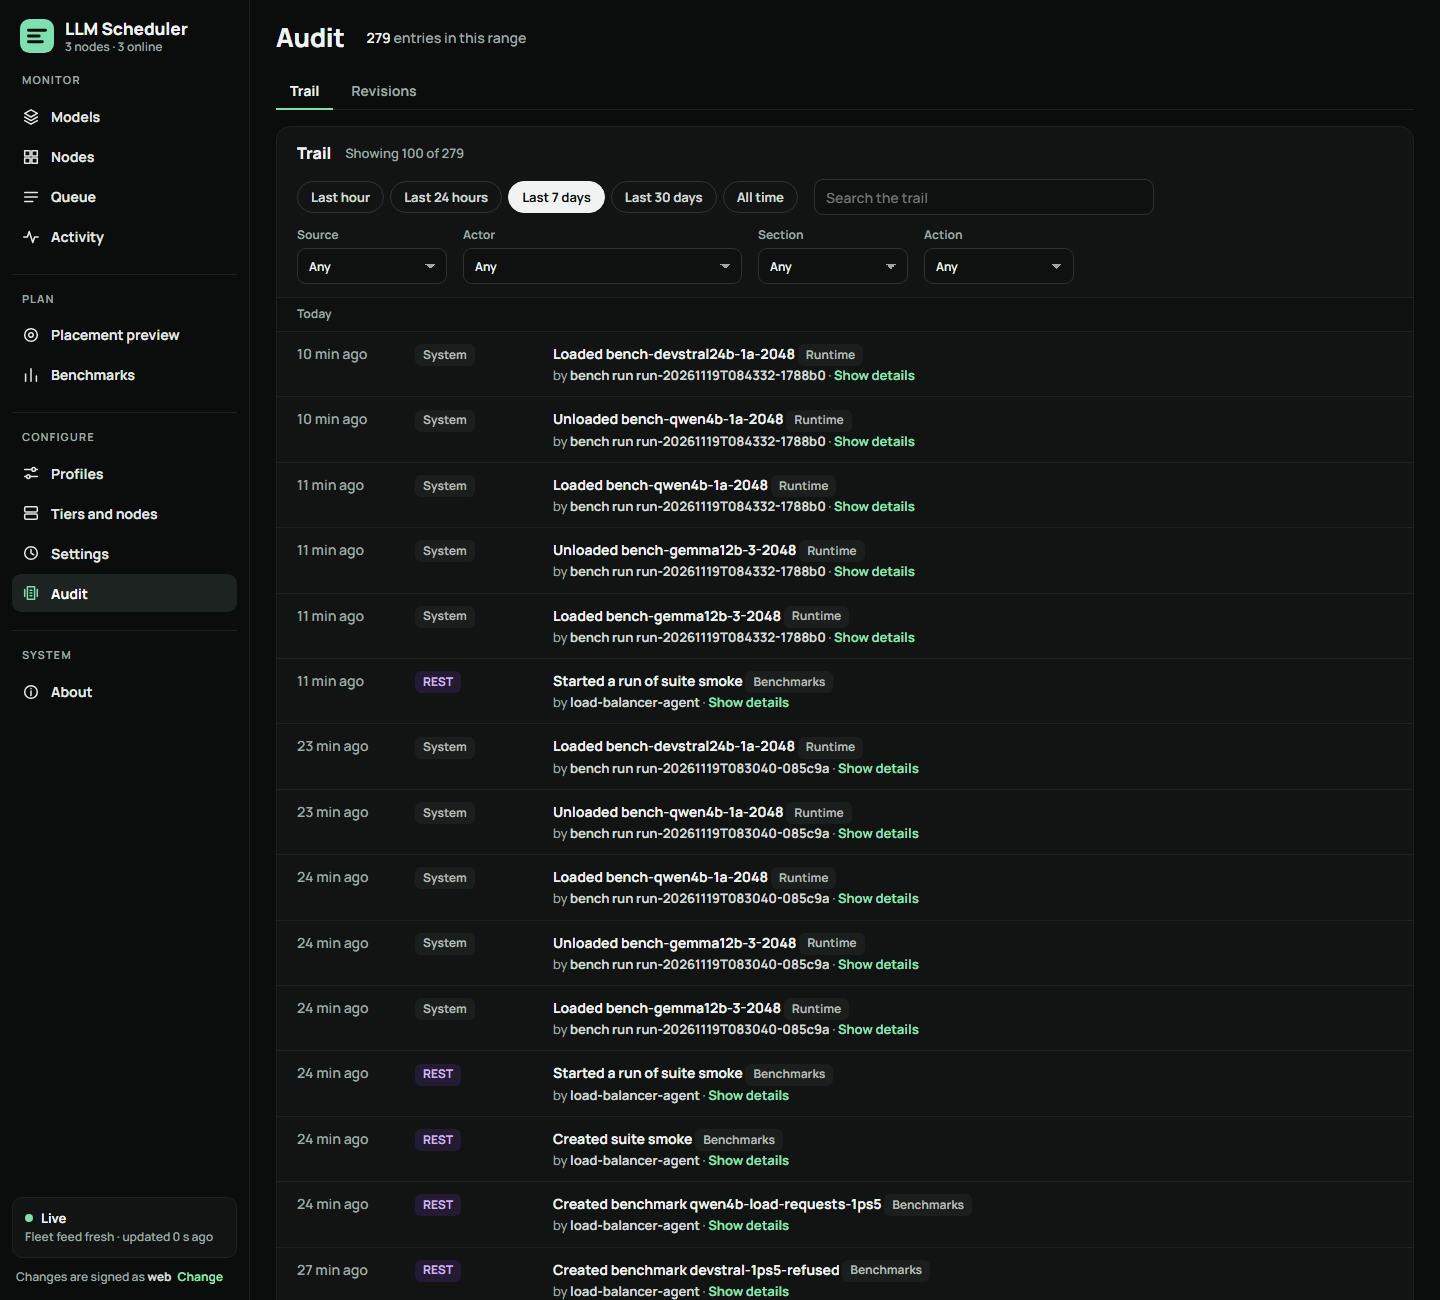 LLM Scheduler
3 nodes · 3 online
MONITOR
Models
Nodes
Queue
Activity
PLAN
Placement preview
Benchmarks
CONFIGURE
Profiles
Tiers and nodes
Settings
Audit
SYSTEM
About
Live
Fleet feed fresh · updated 0 s ago
Changes are signed as web Change
Audit 279 entries in this range
Trail Revisions
Trail Showing 100 of 279
Last hour Last 24 hours Last 7 days Last 30 days All time Search the trail
Source Actor Section Action
Any Any Any Any
Today
10 min ago System Loaded bench-devstral24b-1a-2048 Runtime
by bench run run-20261119T084332-1788b0 · Show details
10 min ago System Unloaded bench-qwen4b-1a-2048 Runtime
by bench run run-20261119T084332-1788b0 · Show details
11 min ago System Loaded bench-qwen4b-1a-2048 Runtime
by bench run run-20261119T084332-1788b0 · Show details
11 min ago System Unloaded bench-gemma12b-3-2048 Runtime
by bench run run-20261119T084332-1788b0 · Show details
11 min ago System Loaded bench-gemma12b-3-2048 Runtime
by bench run run-20261119T084332-1788b0 · Show details
11 min ago REST Started a run of suite smoke Benchmarks
by load-balancer-agent · Show details
23 min ago System Loaded bench-devstral24b-1a-2048 Runtime
by bench run run-20261119T083040-085c9a · Show details
23 min ago System Unloaded bench-qwen4b-1a-2048 Runtime
by bench run run-20261119T083040-085c9a · Show details
24 min ago System Loaded bench-qwen4b-1a-2048 Runtime
by bench run run-20261119T083040-085c9a · Show details
24 min ago System Unloaded bench-gemma12b-3-2048 Runtime
by bench run run-20261119T083040-085c9a · Show details
24 min ago System Loaded bench-gemma12b-3-2048 Runtime
by bench run run-20261119T083040-085c9a · Show details
24 min ago REST Started a run of suite smoke Benchmarks
by load-balancer-agent · Show details
24 min ago REST Created suite smoke Benchmarks
by load-balancer-agent · Show details
24 min ago REST Created benchmark qwen4b-load-requests-1ps5 Benchmarks
by load-balancer-agent · Show details
27 min ago REST Created benchmark devstral-1ps5-refused Benchmarks
by load-balancer-agent · Show details